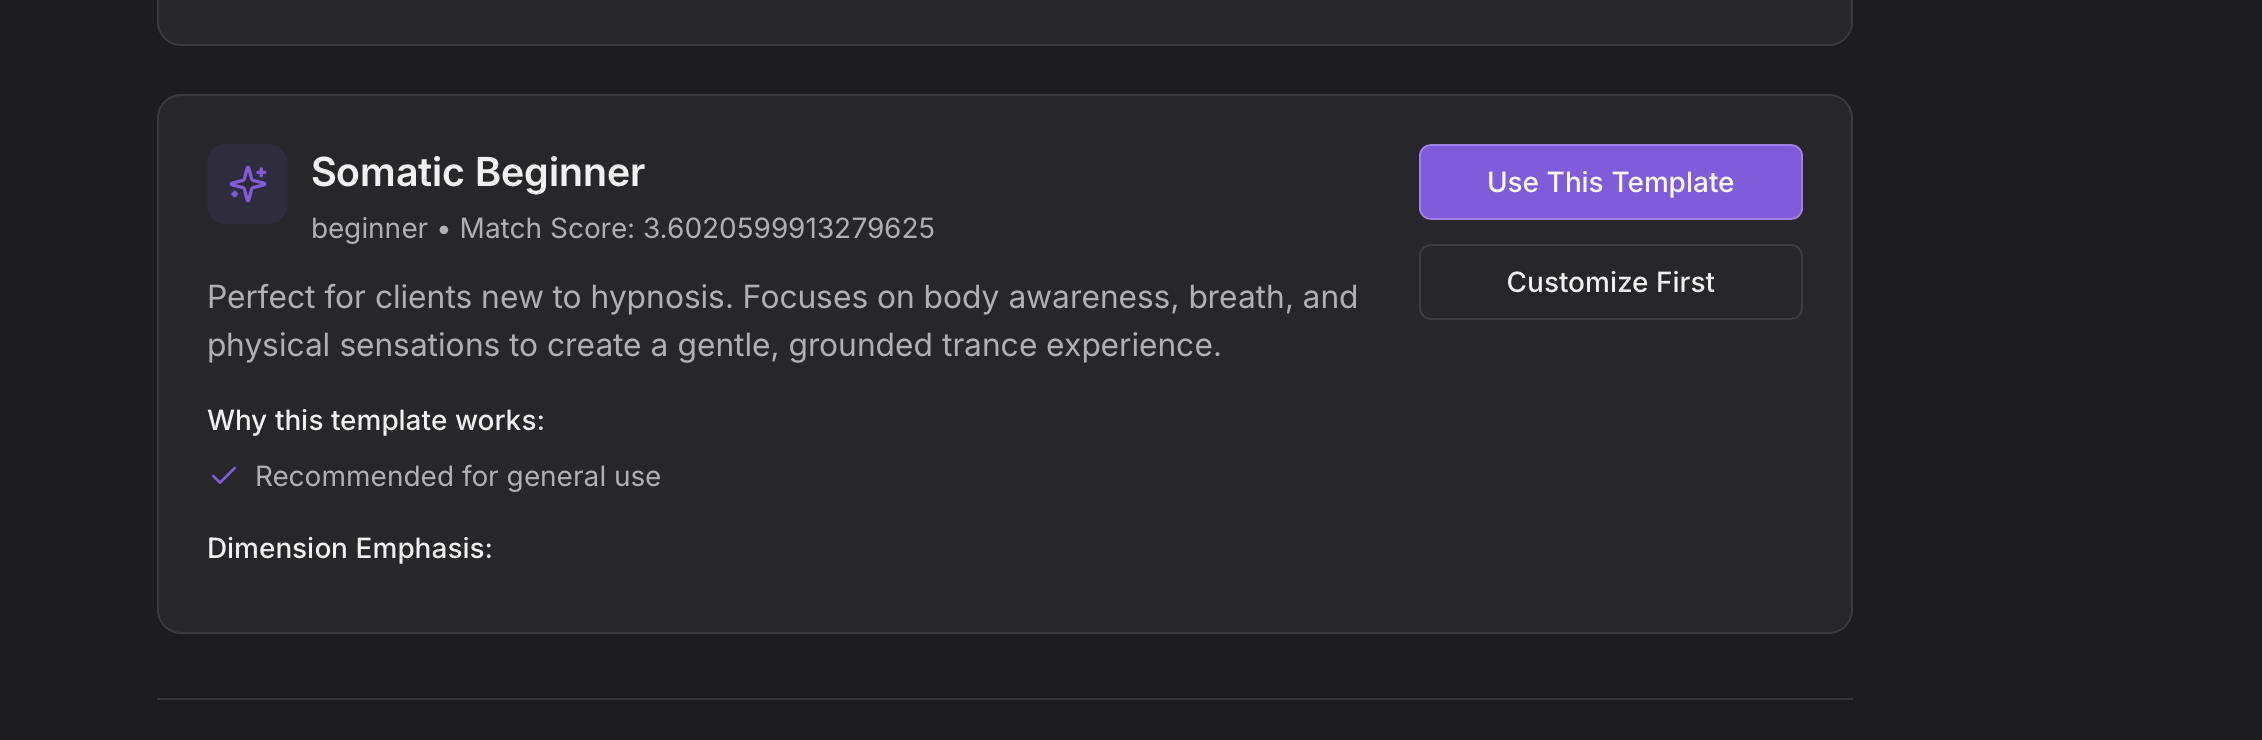 Somatic Beginner
beginner • Match Score: 3.6020599913279625
Use This Template
Customize First
Perfect for clients new to hypnosis. Focuses on body awareness, breath, and
physical sensations to create a gentle, grounded trance experience.
Why this template works:
Recommended for general use
Dimension Emphasis: